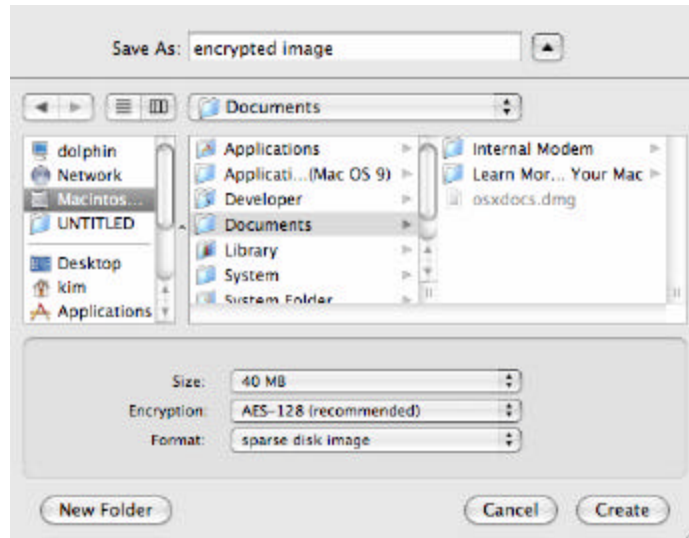 Save As: encrypted image
Documents
dolphin
Network
Macintos...
UNTITLED
Desktop
kim
Applications
Applications
Applicati...(Mac OS 9)
Developer
Documents
Library
System
System Folder
Internal Modem
Learn Mor... Your Mac
osxdocs.dmg
Size: 40 MB
Encryption: AES-128 (recommended)
Format: sparse disk image
New Folder
Cancel
Create